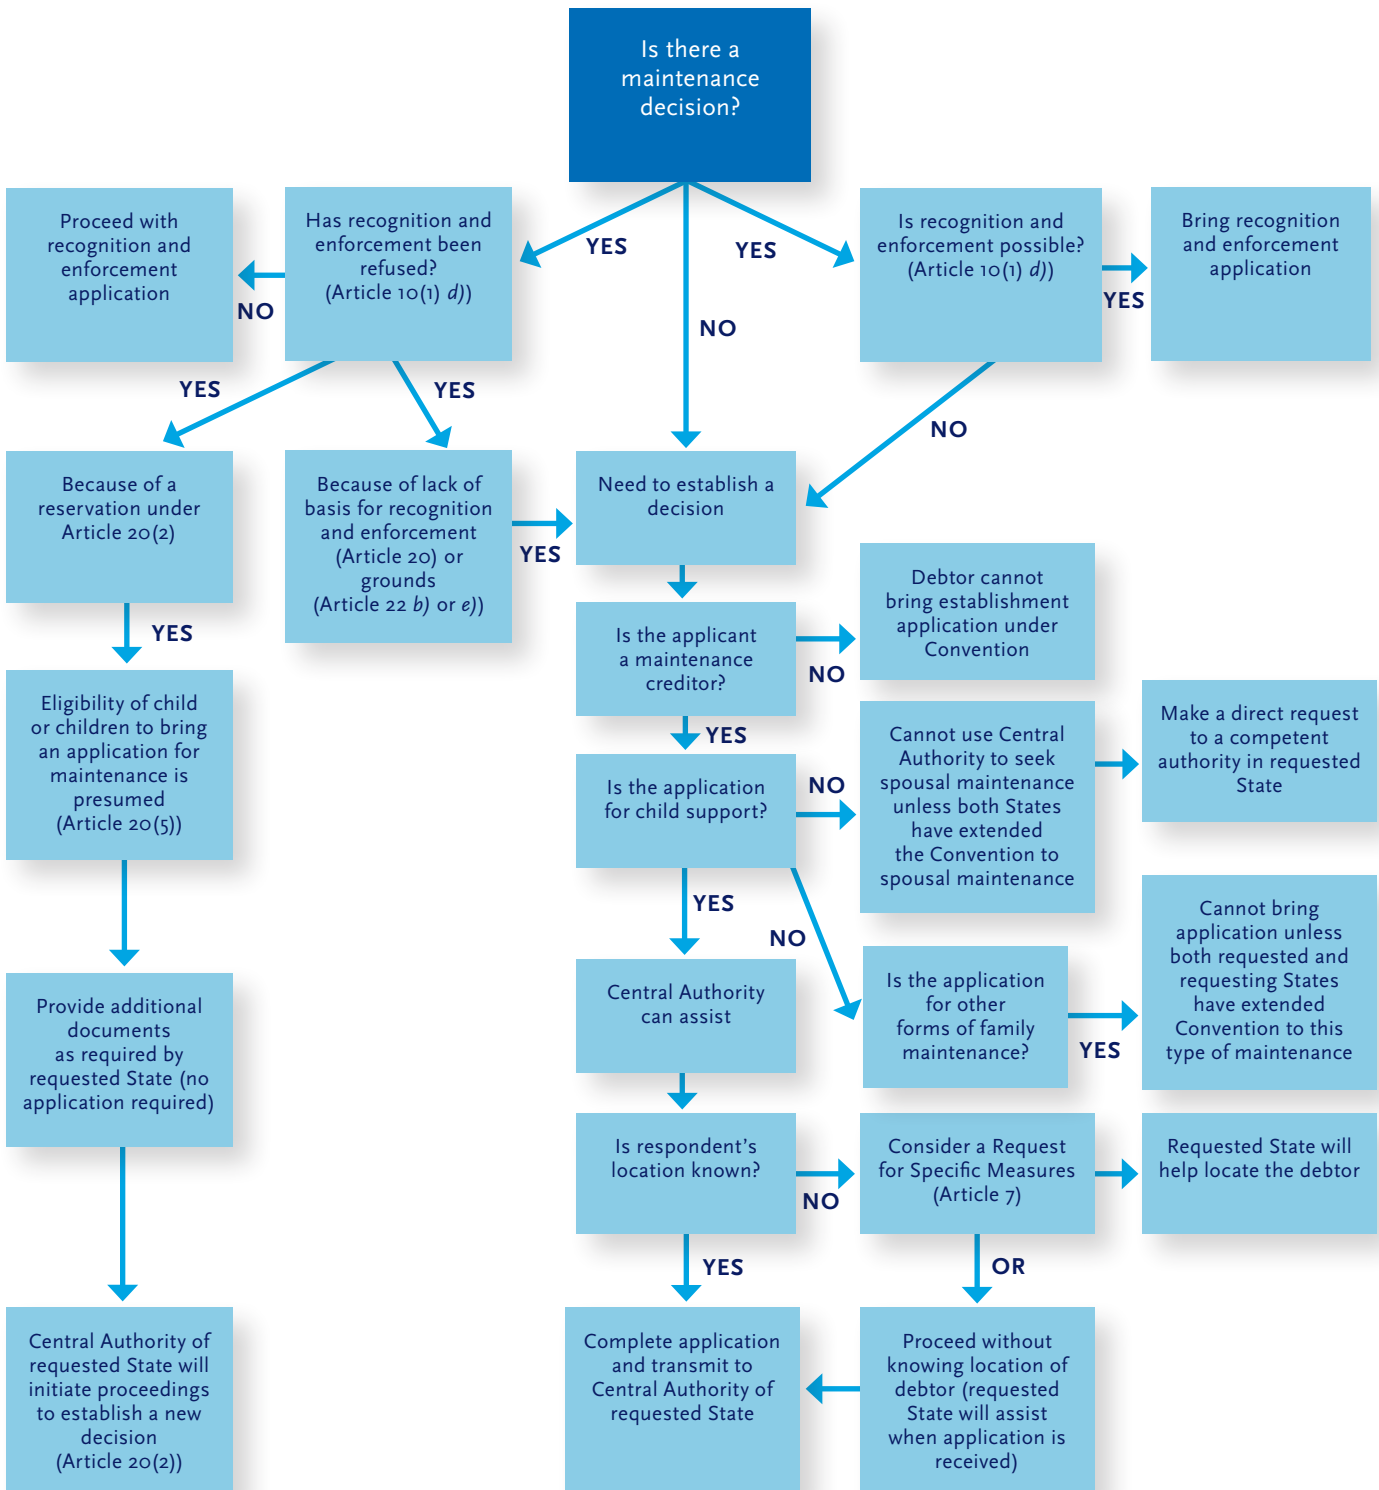 Is there a
maintenance
decision?
Proceed with
recognition and
enforcement
application
Has recognition and
enforcement been
refused?
(Article 10(1) d))
Is recognition and
enforcement possible?
(Article 10(1) d))
Bring recognition
and enforcement
application
YES
YES
NO
NO
YES
YES
YES
NO
Because of a
reservation under
Article 20(2)
Because of lack of
basis for recognition
and enforcement
(Article 20) or
grounds
(Article 22 b) or e))
YES
Need to establish a
decision
YES
Is the applicant
a maintenance
creditor?
NO
Debtor cannot
bring establishment
application under
Convention
Eligibility of child
or children to bring
an application for
maintenance is
presumed
(Article 20(5))
YES
Is the application
for child support?
NO
Cannot use Central
Authority to seek
spousal maintenance
unless both States
have extended
the Convention to
spousal maintenance
Make a direct request
to a competent
authority in requested
State
YES
NO
Provide additional
documents
as required by
requested State (no
application required)
Central Authority
can assist
Is the application
for other
forms of family
maintenance?
YES
Cannot bring
application unless
both requested and
requesting States
have extended
Convention to this
type of maintenance
Is respondent’s
location known?
NO
Consider a Request
for Specific Measures
(Article 7)
Requested State will
help locate the debtor
YES
OR
Central Authority of
requested State will
initiate proceedings
to establish a new
decision
(Article 20(2))
Complete application
and transmit to
Central Authority of
requested State
Proceed without
knowing location of
debtor (requested
State will assist
when application is
received)